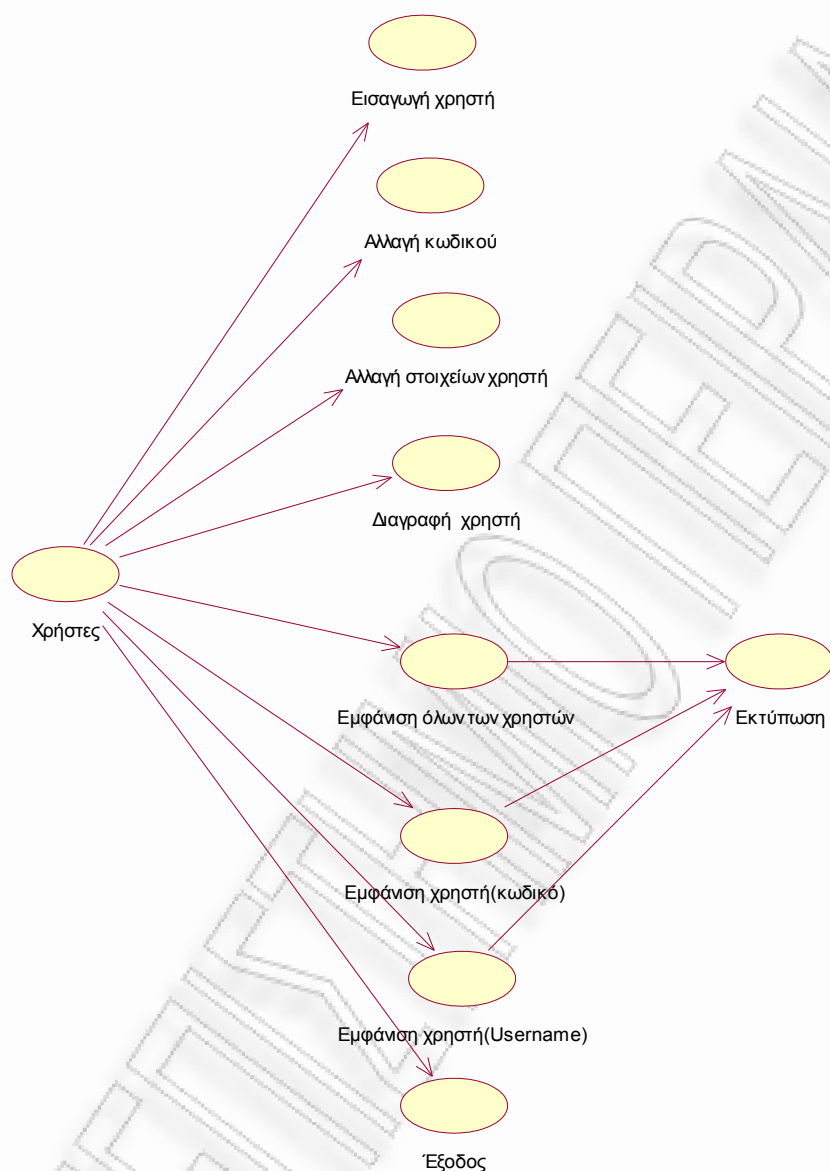 Εισαγωγή χρηστή
Αλλαγή κωδικού
Αλλαγή στοιχείων χρηστή
Διαγραφή χρηστή
Χρήστες
Εμφάνιση όλων των χρηστών
Εκτύπωση
Εμφάνιση χρηστή(κωδικό)
Εμφάνιση χρηστή(Username)
Έξοδος